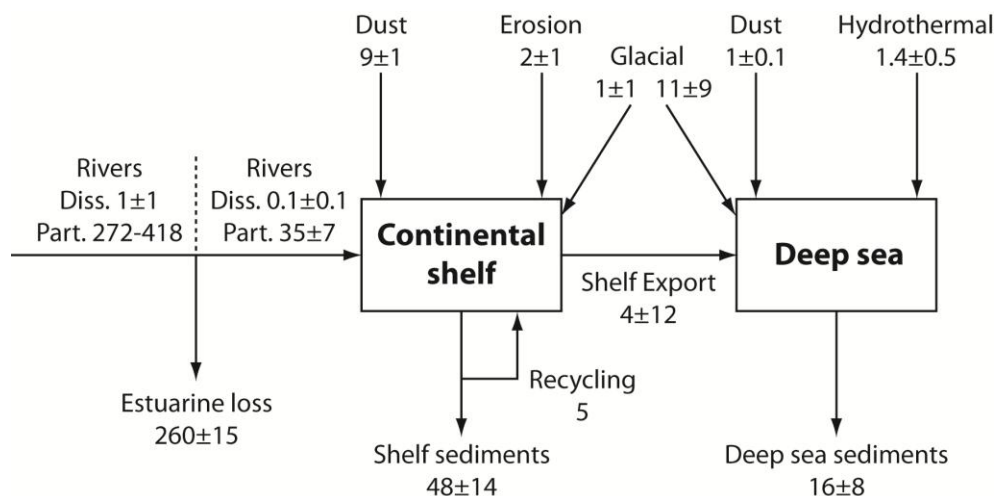 Dust
9±1
Erosion
2±1
Glacial
1±1 11±9
Dust
1±0.1
Hydrothermal
1.4±0.5
Rivers
Diss. 1±1
Part. 272-418
Rivers
Diss. 0.1±0.1
Part. 35±7
Continental
shelf
Shelf Export
4±12
Deep sea
Estuarine loss
260±15
Recycling
5
Shelf sediments
48±14
Deep sea sediments
16±8